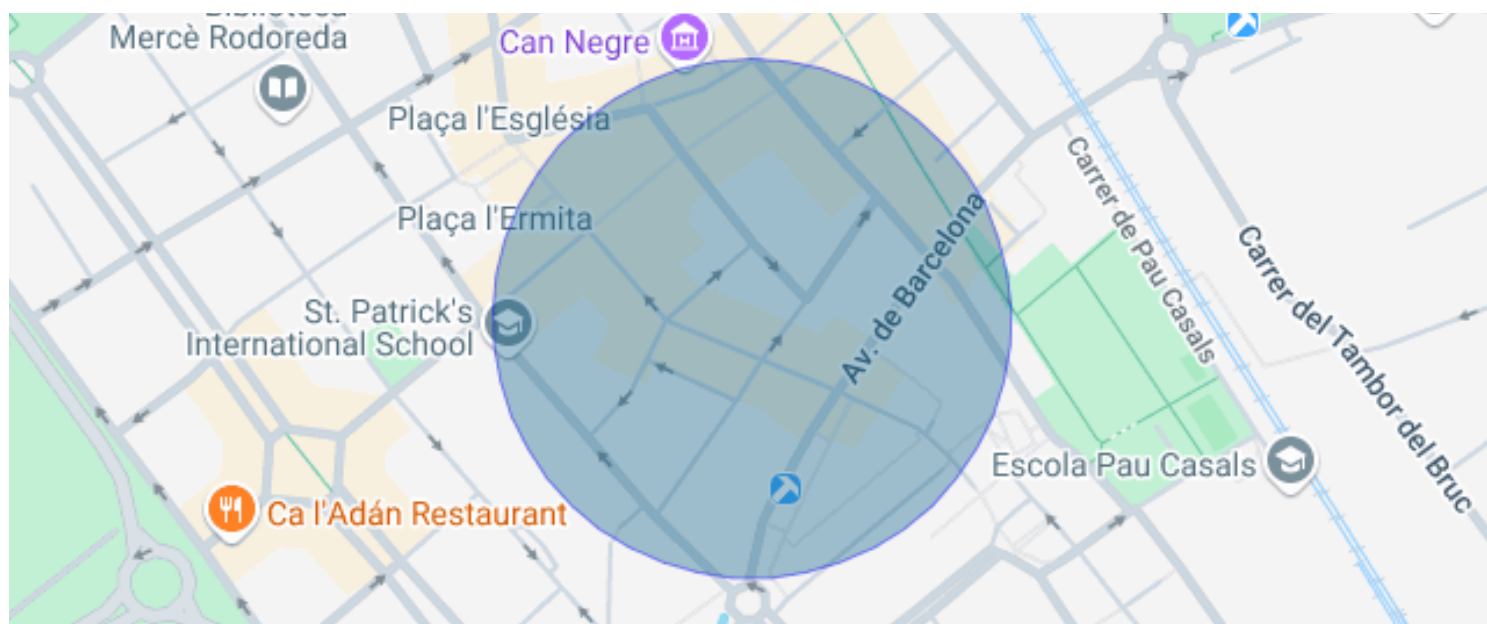 Biblioteca
Mercè Rodoreda
Can Negre
Plaça l'Església
Plaça l'Ermita
St. Patrick's
International School
Av. de Barcelona
Carrer de Pau Casals
Carrer del Tambor del Bruc
Escola Pau Casals
Ca l'Adán Restaurant